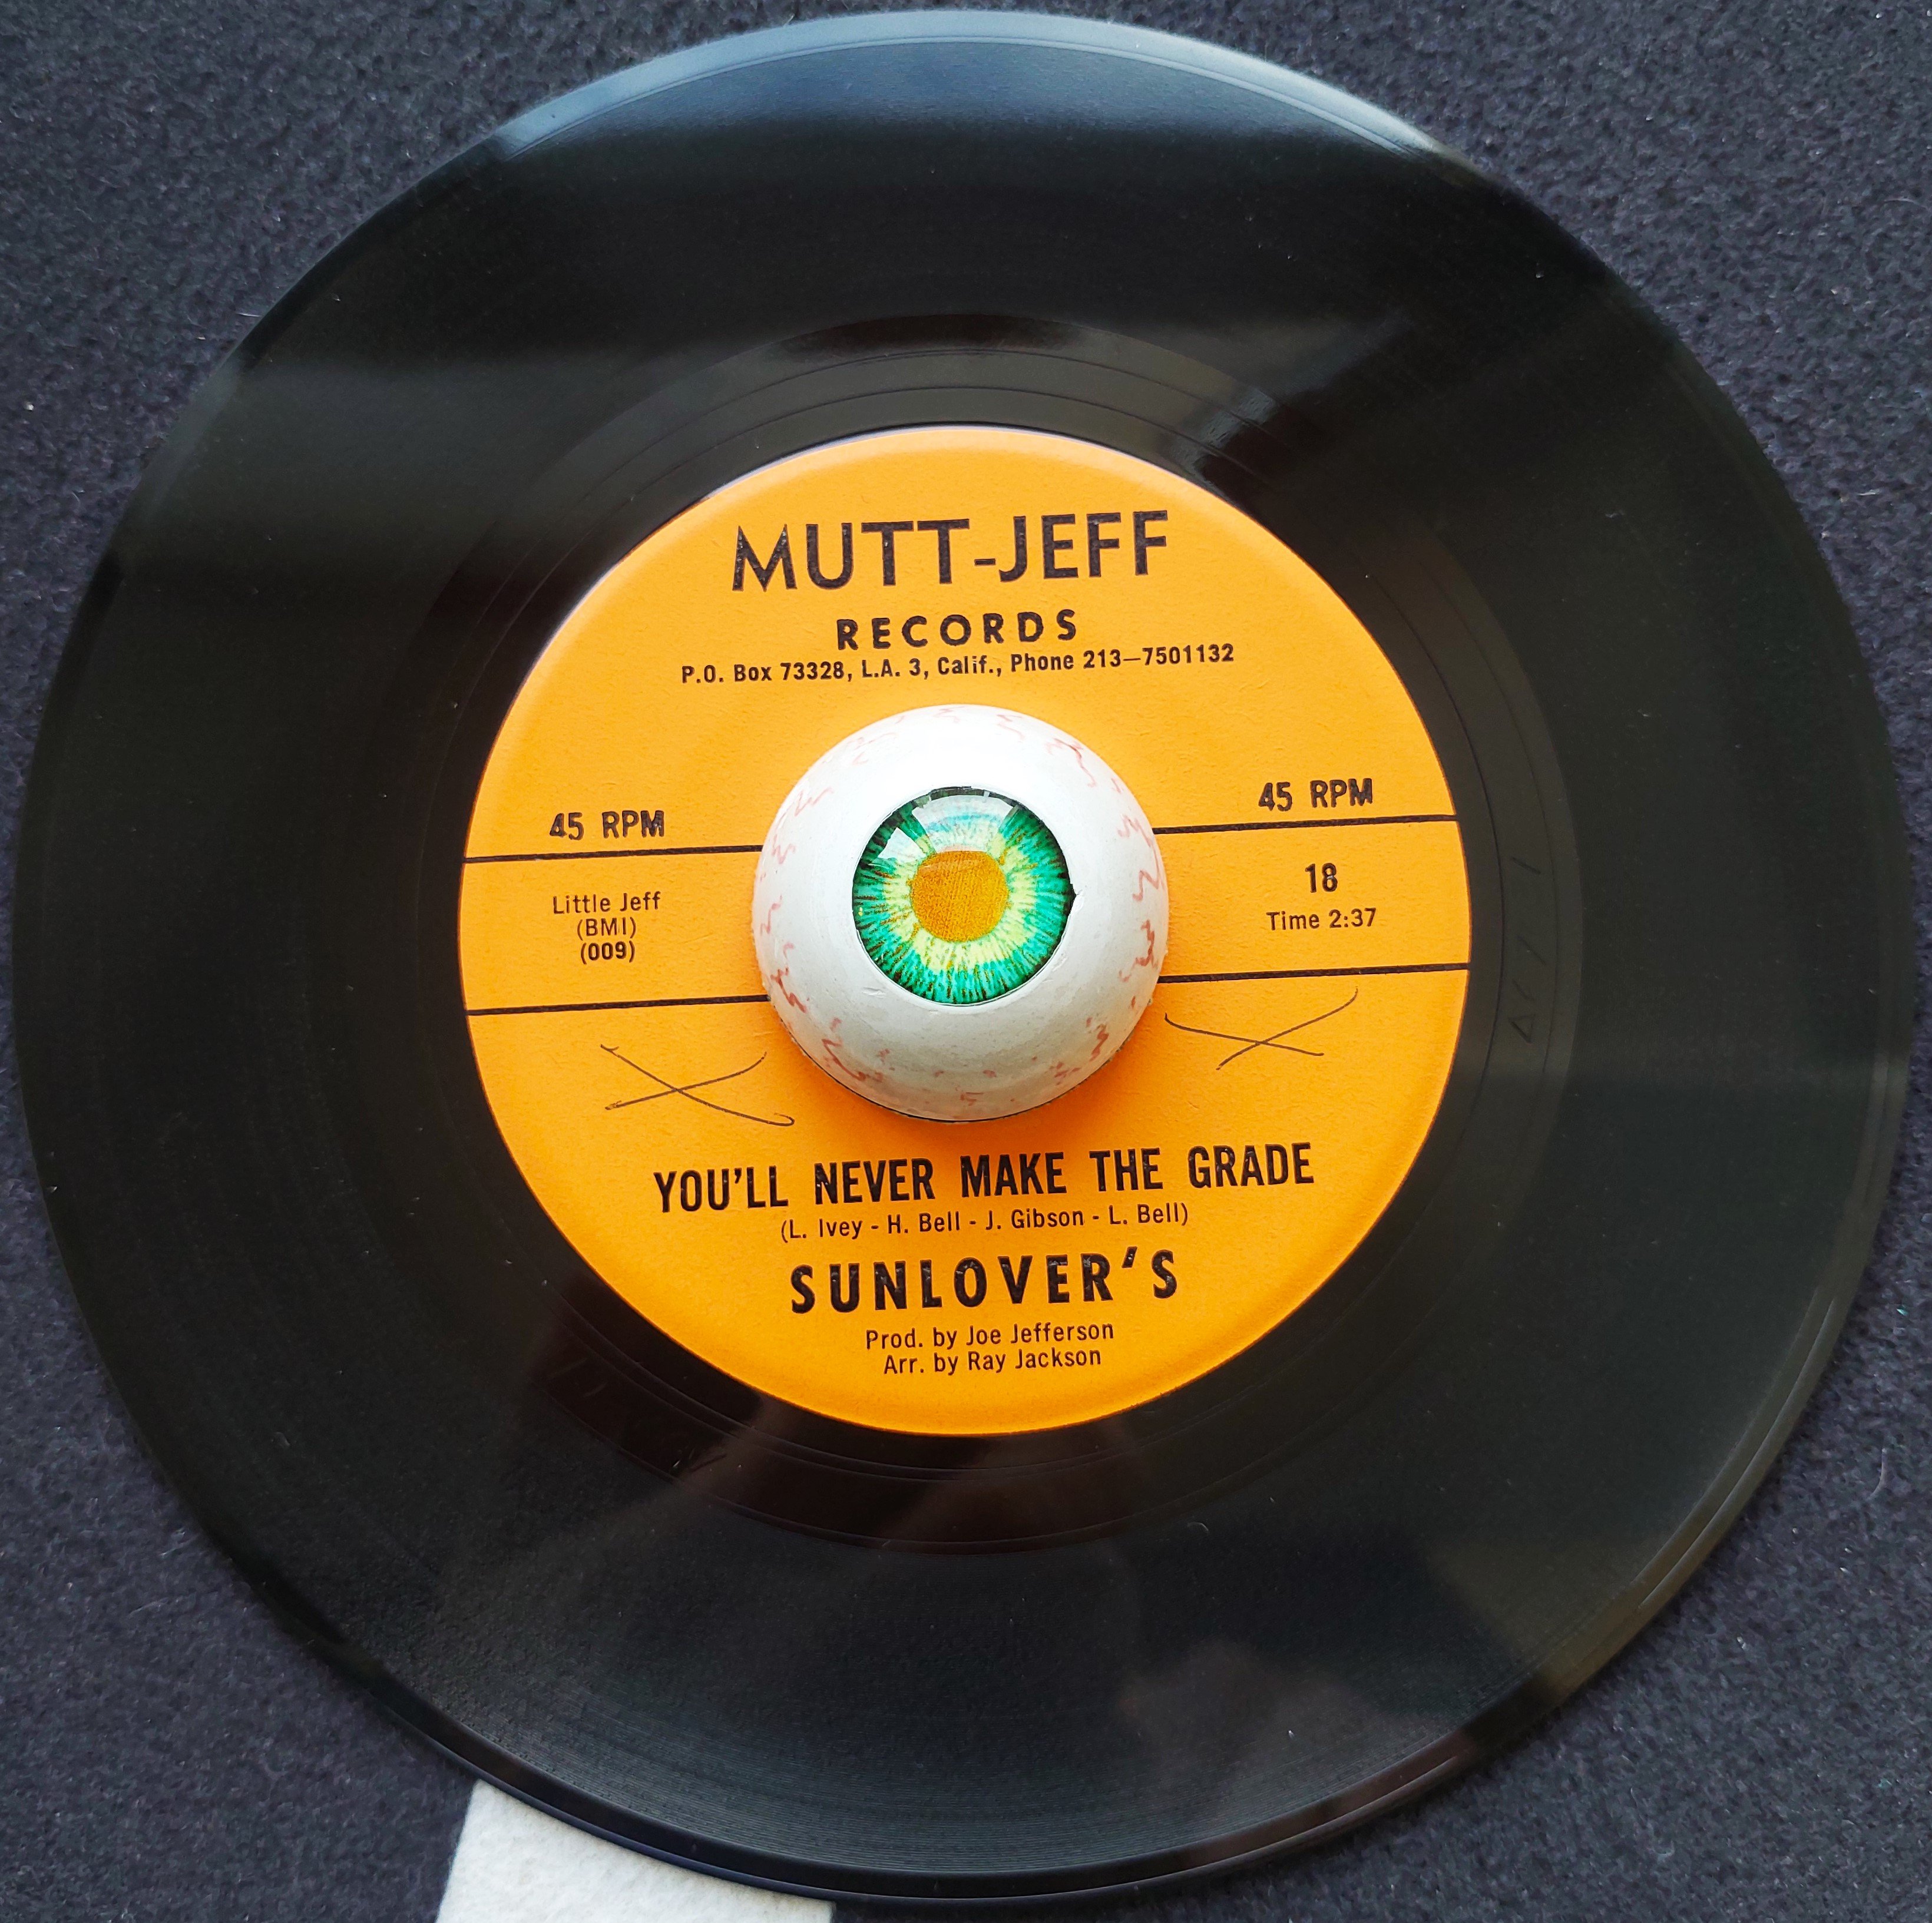 MUTT-JEFF
RECORDS
P.O. Box 73328, L.A. 3, Calif., Phone 213—7501132
45 RPM
45 RPM
Little Jeff
(BMI)
(009)
18
Time 2:37
YOU'LL NEVER MAKE THE GRADE
(L. Ivey - H. Bell - J. Gibson - L. Bell)
SUNLOVER'S
Prod. by Joe Jefferson
Arr. by Ray Jackson